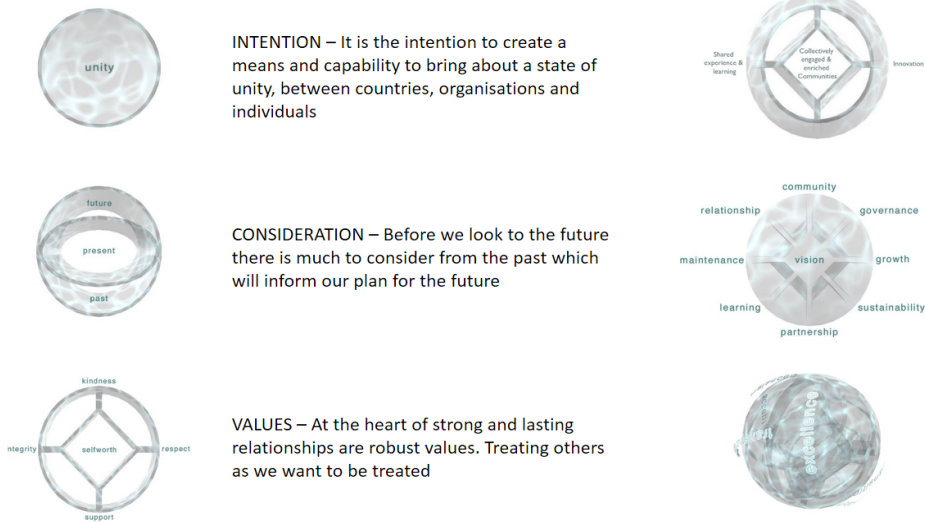 unity
INTENTION – It is the intention to create a
means and capability to bring about a state of
unity, between countries, organisations and
individuals
Shared
experience &
learning
Collectively
engaged &
enriched
Communities
Innovation
future
present
past
CONSIDERATION – Before we look to the future
there is much to consider from the past which
will inform our plan for the future
community
relationship
governance
maintenance
vision
growth
learning
sustainability
partnership
kindness
ntegrity
selfworth
respect
support
VALUES – At the heart of strong and lasting
relationships are robust values. Treating others
as we want to be treated
excellence